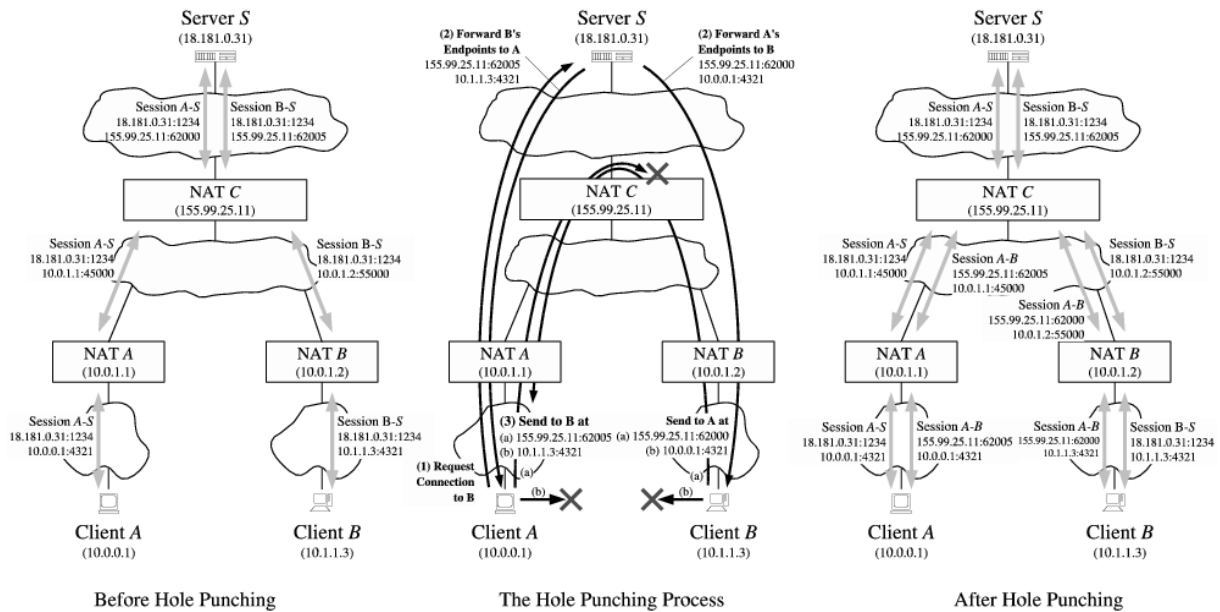 Server S
(18.181.0.31)
Session A-S
18.181.0.31:1234
155.99.25.11:62000
Session B-S
18.181.0.31:1234
155.99.25.11:62005
NAT C
(155.99.25.11)
Session A-S
18.181.0.31:1234
10.0.1.1:45000
Session B-S
18.181.0.31:1234
10.0.1.2:55000
NAT A
(10.0.1.1)
NAT B
(10.0.1.2)
Session A-S
18.181.0.31:1234
10.0.0.1:4321
Session B-S
18.181.0.31:1234
10.1.1.3:4321
Client A
(10.0.0.1)
Client B
(10.1.1.3)
Before Hole Punching
Server S
(18.181.0.31)
(2) Forward B's
Endpoints to A
155.99.25.11:62005
10.1.1.3:4321
(2) Forward A's
Endpoints to B
155.99.25.11:62000
10.0.0.1:4321
NAT C
(155.99.25.11)
NAT A
(10.0.1.1)
NAT B
(10.0.1.2)
(3) Send to B at
(a) 155.99.25.11:62005
(b) 10.1.1.3:4321
Send to A at
(a) 155.99.25.11:62000
(b) 10.0.0.1:4321
(1) Request
Connection
to B
(a)
(b)
(a)
(b)
Client A
(10.0.0.1)
Client B
(10.1.1.3)
The Hole Punching Process
Server S
(18.181.0.31)
Session A-S
18.181.0.31:1234
155.99.25.11:62000
Session B-S
18.181.0.31:1234
155.99.25.11:62005
NAT C
(155.99.25.11)
Session A-S
18.181.0.31:1234
10.0.1.1:45000
Session A-B
155.99.25.11:62005
10.0.1.1:45000
Session B-S
18.181.0.31:1234
10.0.1.2:55000
Session A-B
155.99.25.11:62000
10.0.1.2:55000
NAT A
(10.0.1.1)
NAT B
(10.0.1.2)
Session A-S
18.181.0.31:1234
10.0.0.1:4321
Session A-B
155.99.25.11:62005
10.0.0.1:4321
Session A-B
155.99.25.11:62000
10.1.1.3:4321
Session B-S
18.181.0.31:1234
10.1.1.3:4321
Client A
(10.0.0.1)
Client B
(10.1.1.3)
After Hole Punching